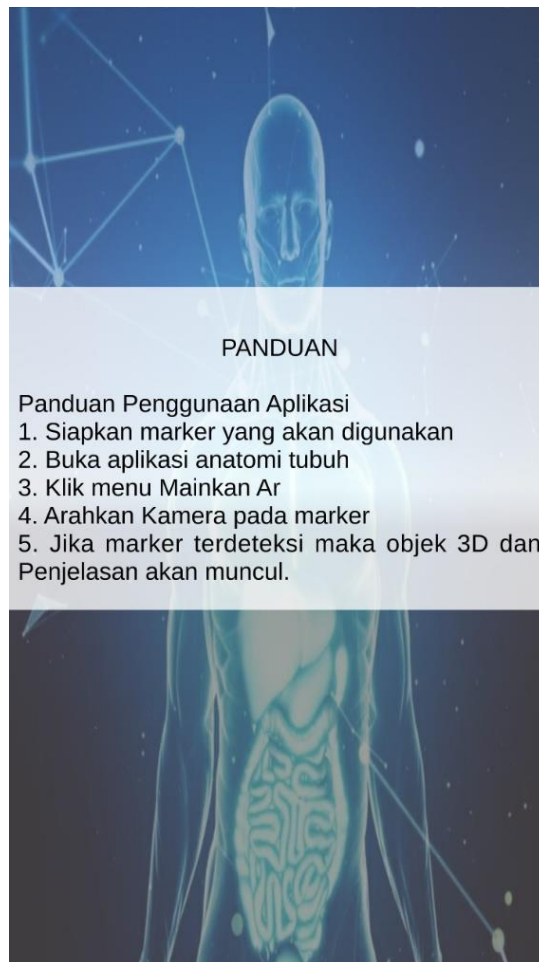 PANDUAN
Panduan Penggunaan Aplikasi
1. Siapkan marker yang akan digunakan
2. Buka aplikasi anatomi tubuh
3. Klik menu Mainkan Ar
4. Arahkan Kamera pada marker
5. Jika marker terdeteksi maka objek 3D dan
Penjelasan akan muncul.